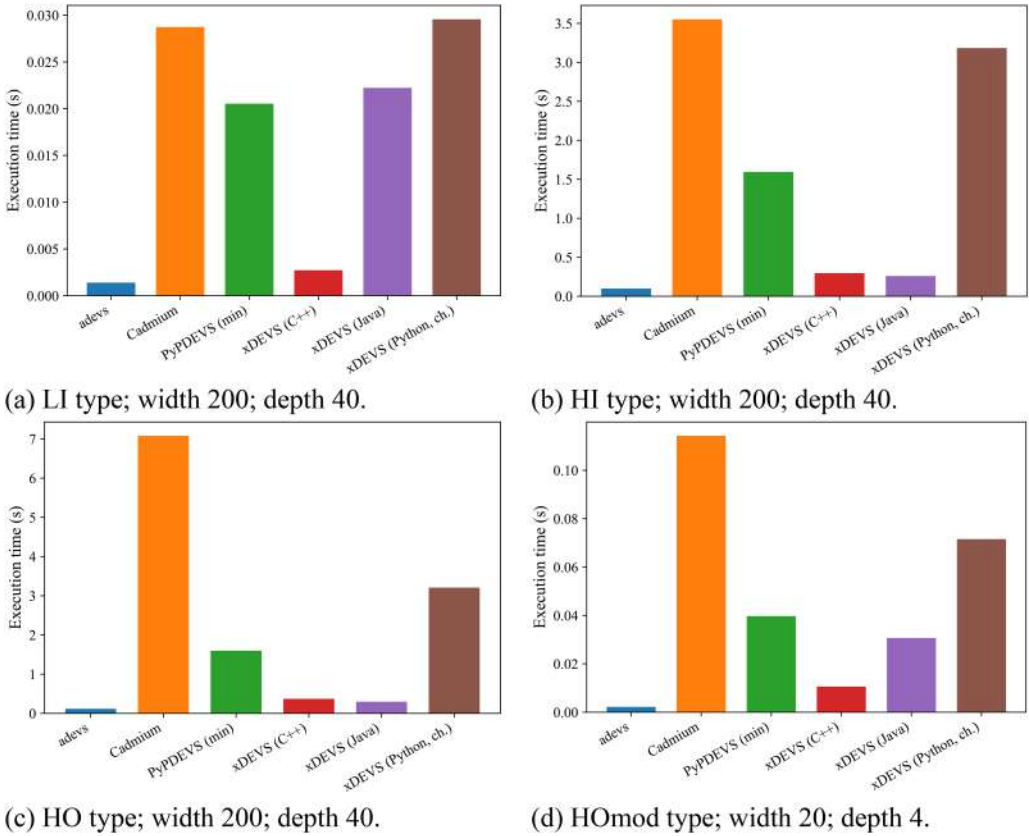 0.030
0.025
0.020
0.015
0.010
0.005
0.000
Execution time (s)
adevs
Cadmium
PyPDEVS (min)
xDEVS (C++)
xDEVS (Java)
xDEVS (Python, ch.)
(a) LI type; width 200; depth 40.
3.5
3.0
2.5
2.0
1.5
1.0
0.5
0.0
Execution time (s)
adevs
Cadmium
PyPDEVS (min)
xDEVS (C++)
xDEVS (Java)
xDEVS (Python, ch.)
(b) HI type; width 200; depth 40.
7
6
5
4
3
2
1
0
Execution time (s)
adevs
Cadmium
PyPDEVS (min)
xDEVS (C++)
xDEVS (Java)
xDEVS (Python, ch.)
(c) HO type; width 200; depth 40.
0.10
0.08
0.06
0.04
0.02
0.00
Execution time (s)
adevs
Cadmium
PyPDEVS (min)
xDEVS (C++)
xDEVS (Java)
xDEVS (Python, ch.)
(d) HOmod type; width 20; depth 4.